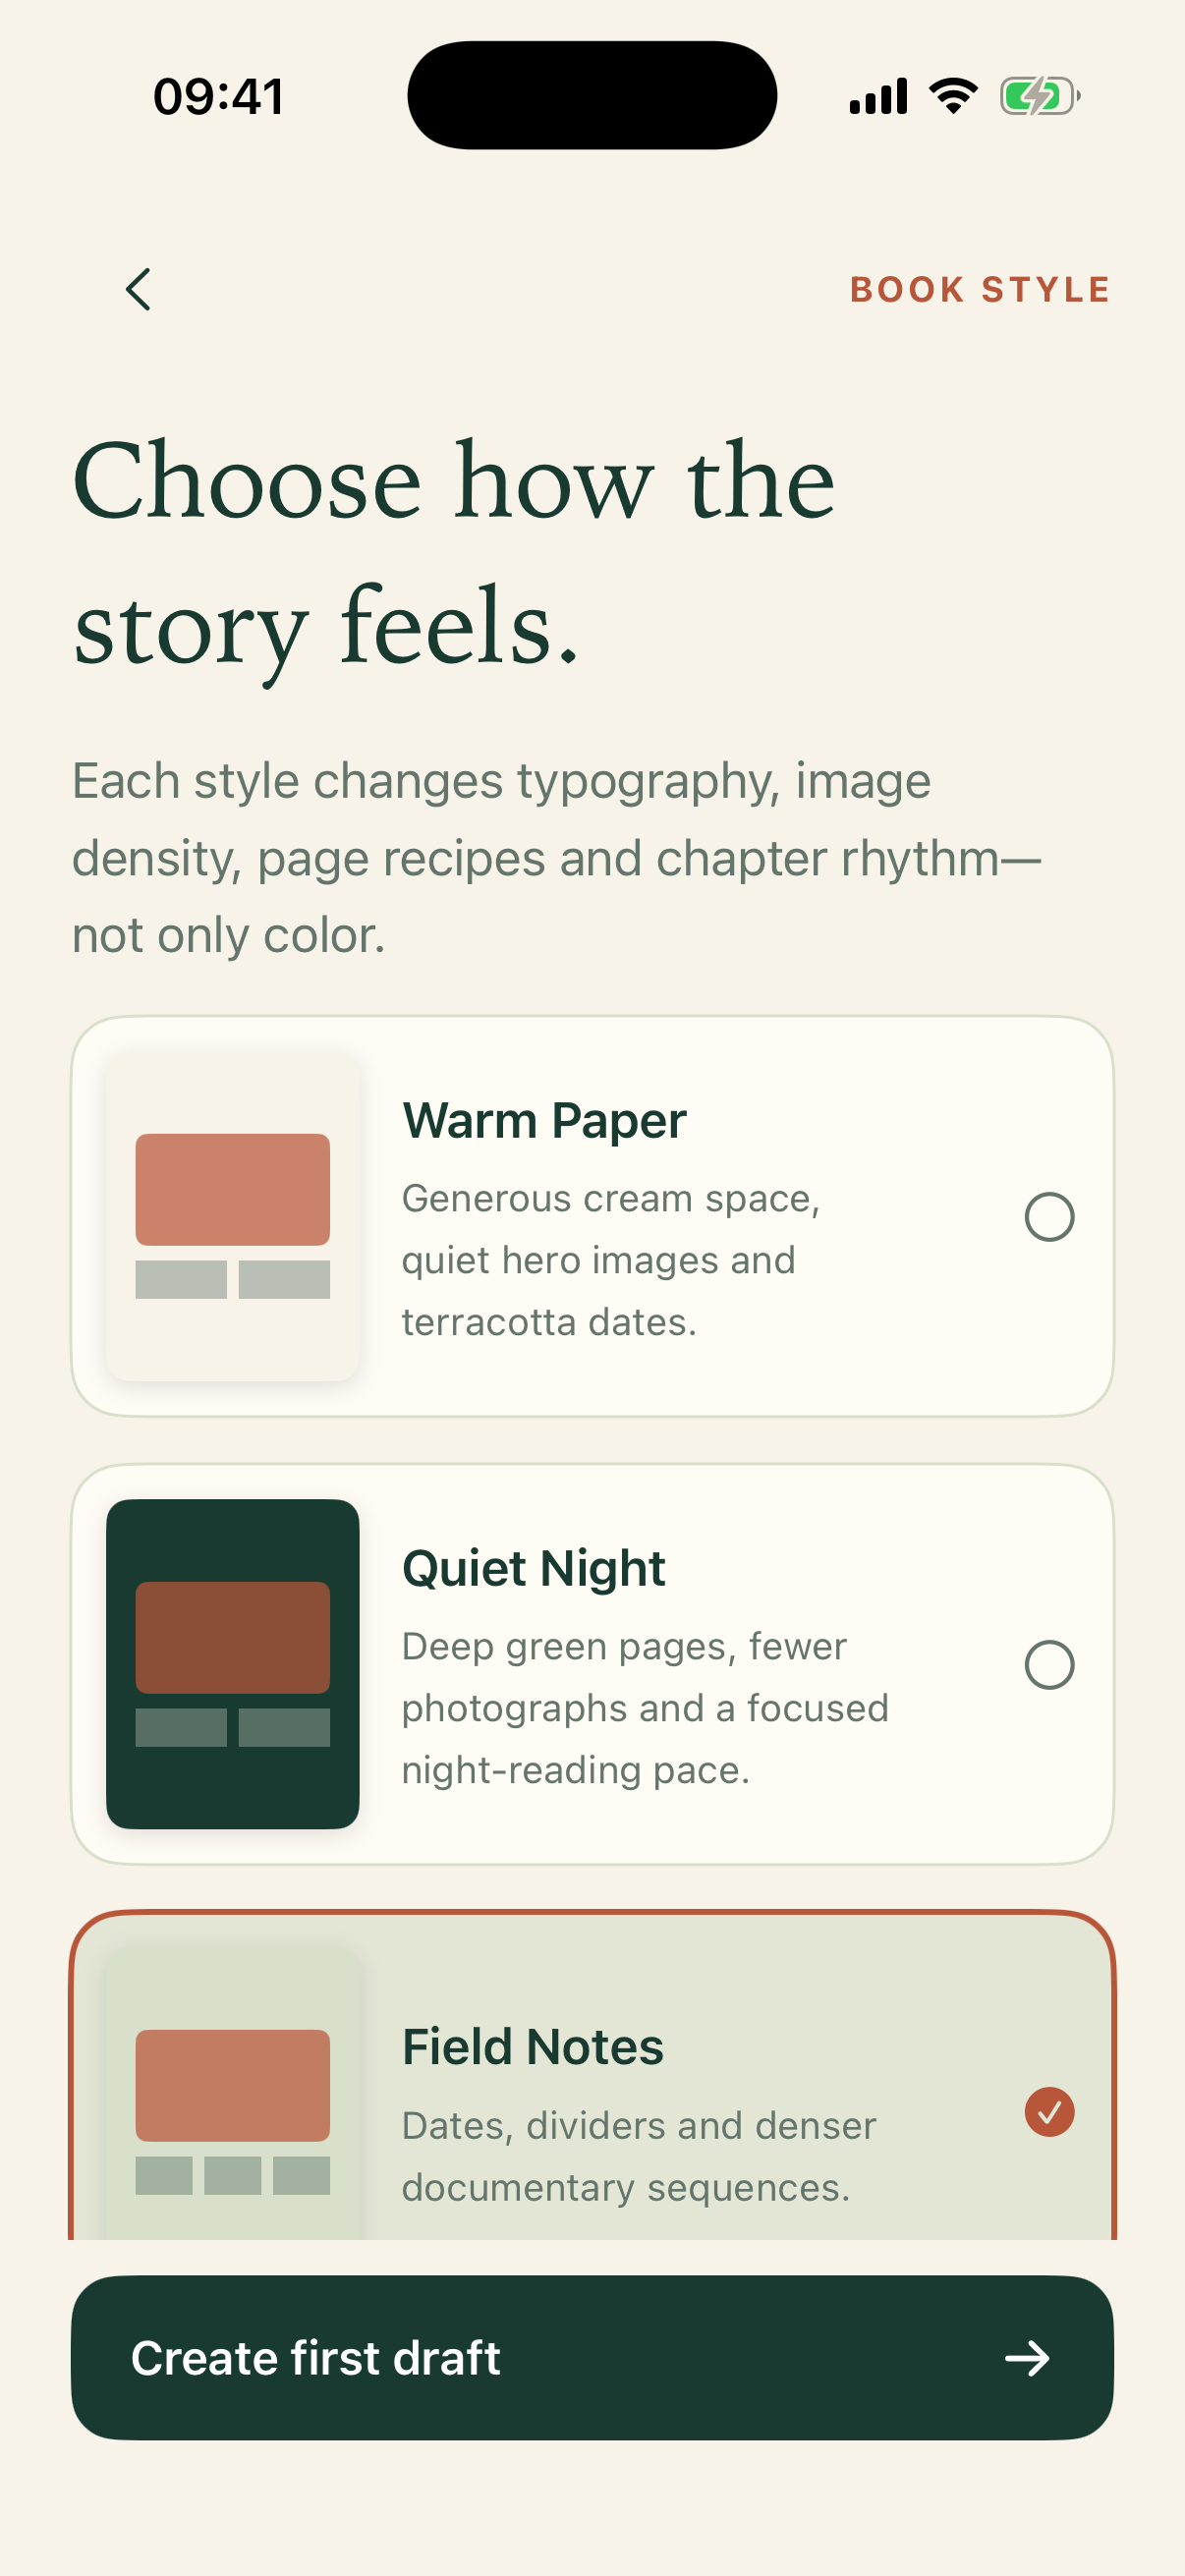 09:41
BOOK STYLE
Choose how the
story feels.
Each style changes typography, image
density, page recipes and chapter rhythm—
not only color.
Warm Paper
Generous cream space,
quiet hero images and
terracotta dates.
Quiet Night
Deep green pages, fewer
photographs and a focused
night-reading pace.
Field Notes
Dates, dividers and denser
documentary sequences.
Create first draft